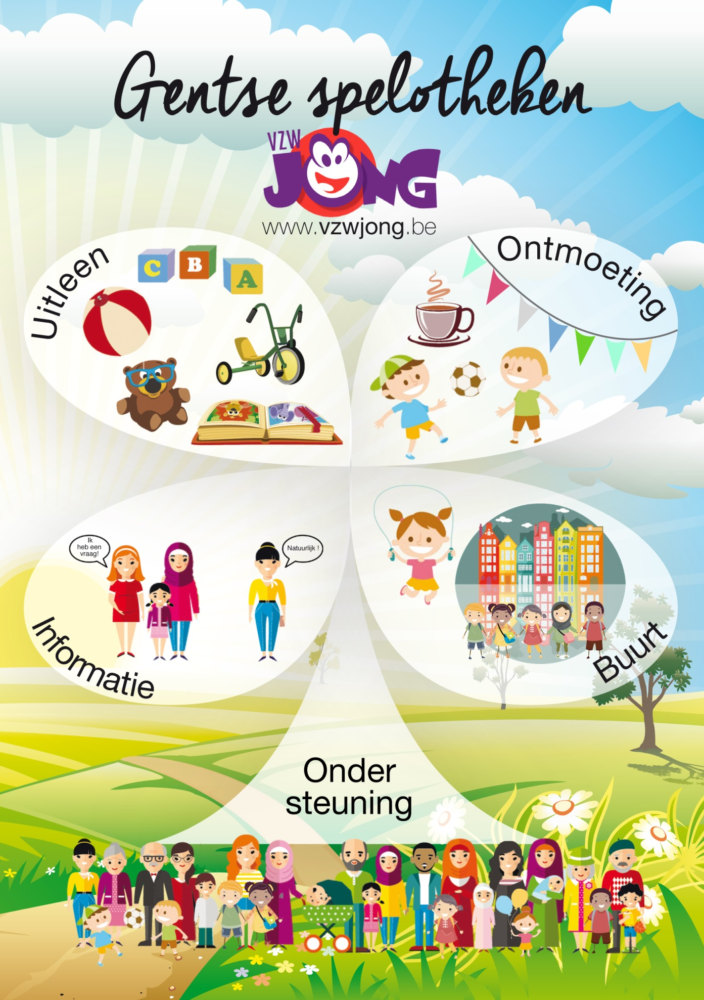 Gentse spelotheken
VZW
JONG
www.vzwjong.be
Uitleen
C B A
Ontmoeting
Ik
heb een
vraag!
Natuurlijk !
Informatie
Buurt
Onder
steuning